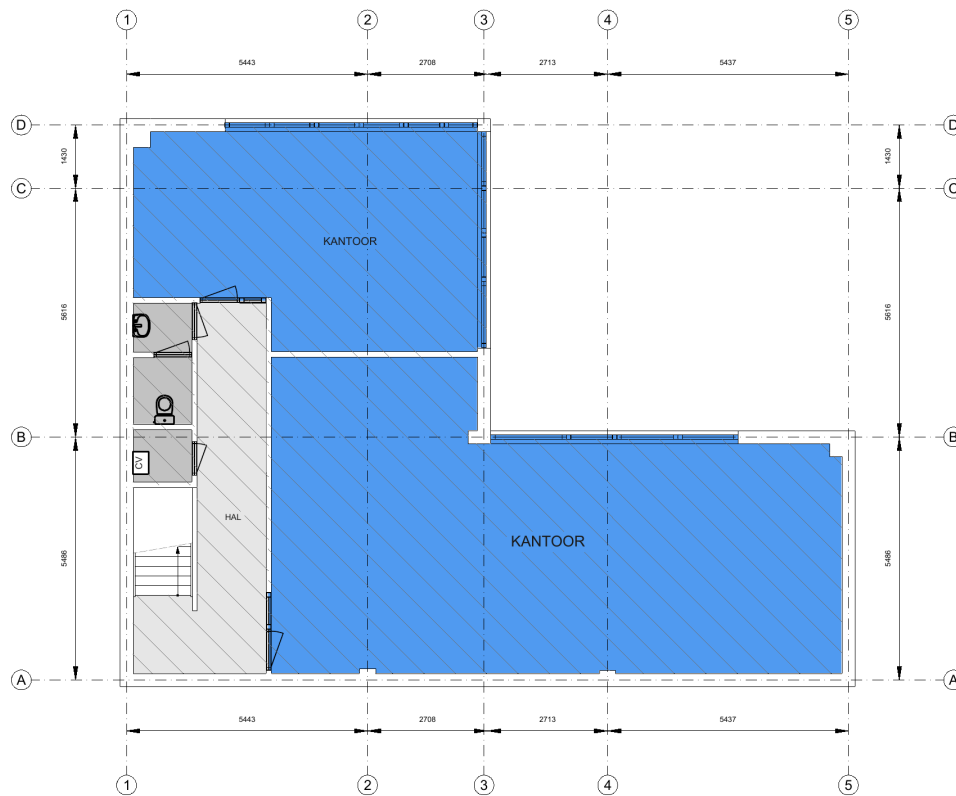 1 2 3 4 5
5443 2708 2713 5437
D D
1430 1430
C C
KANTOOR
5616 5616
B B
CV
HAL
KANTOOR
5486 5486
A A
5443 2708 2713 5437
1 2 3 4 5